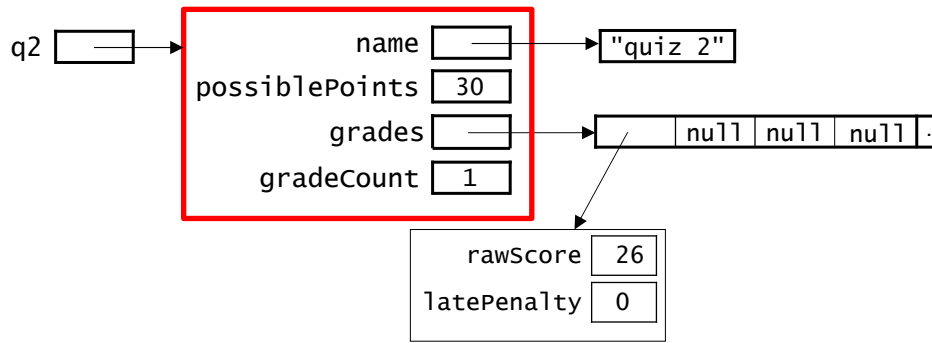 q2 name "quiz 2"
possiblePoints 30
grades null null null .
gradeCount 1
rawScore 26
latePenalty 0